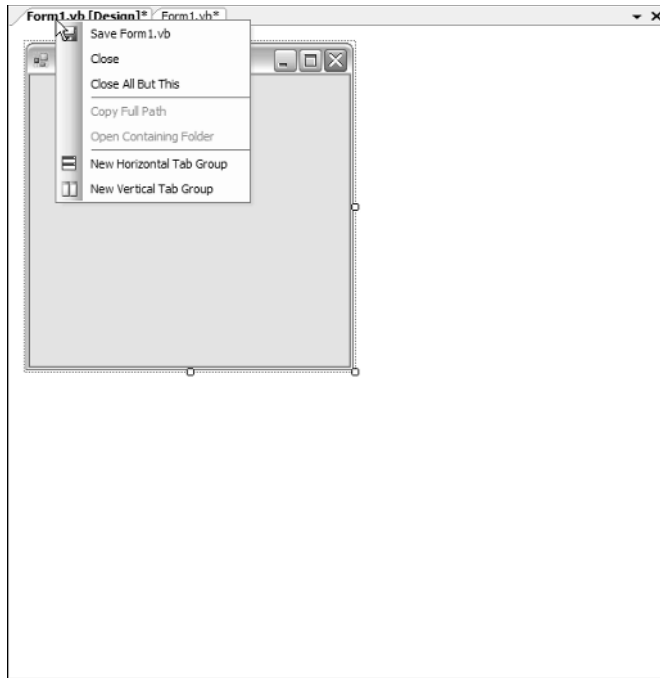 Form1.vb [Design]* Form1.vb*
Save Form1.vb
Close
Close All But This
Copy Full Path
Open Containing Folder
New Horizontal Tab Group
New Vertical Tab Group